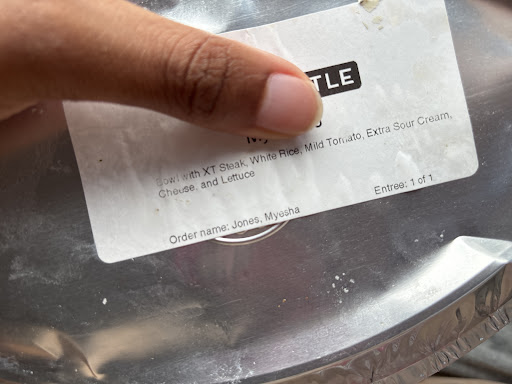 TLE
Bowl with XT Steak, White Rice, Mild Tomato, Extra Sour Cream,
Cheese, and Lettuce
Entree: 1 of 1
Order name: Jones, Myesha